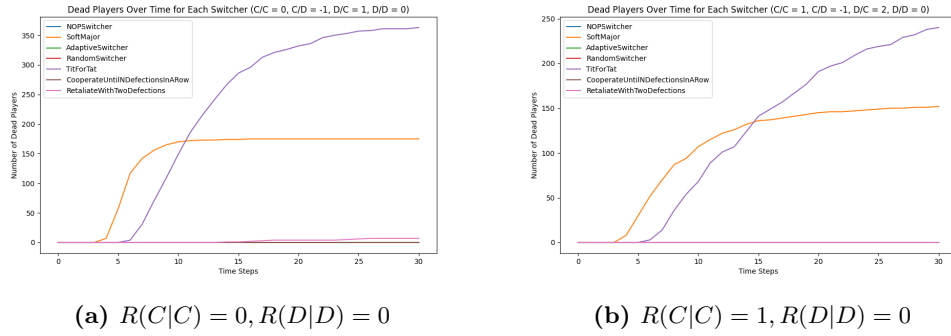 Dead Players Over Time for Each Switcher (C/C = 0, C/D = -1, D/C = 1, D/D = 0)
NOPSwitcher
SoftMajor
AdaptiveSwitcher
RandomSwitcher
TitForTat
CooperateUntilNDefectionsInARow
RetaliateWithTwoDefections
Number of Dead Players
350
300
250
200
150
100
50
0
0 5 10 15 20 25 30
Time Steps
(a) R(C|C) = 0, R(D|D) = 0
Dead Players Over Time for Each Switcher (C/C = 1, C/D = -1, D/C = 2, D/D = 0)
NOPSwitcher
SoftMajor
AdaptiveSwitcher
RandomSwitcher
TitForTat
CooperateUntilNDefectionsInARow
RetaliateWithTwoDefections
Number of Dead Players
250
200
150
100
50
0
0 5 10 15 20 25 30
Time Steps
(b) R(C|C) = 1, R(D|D) = 0